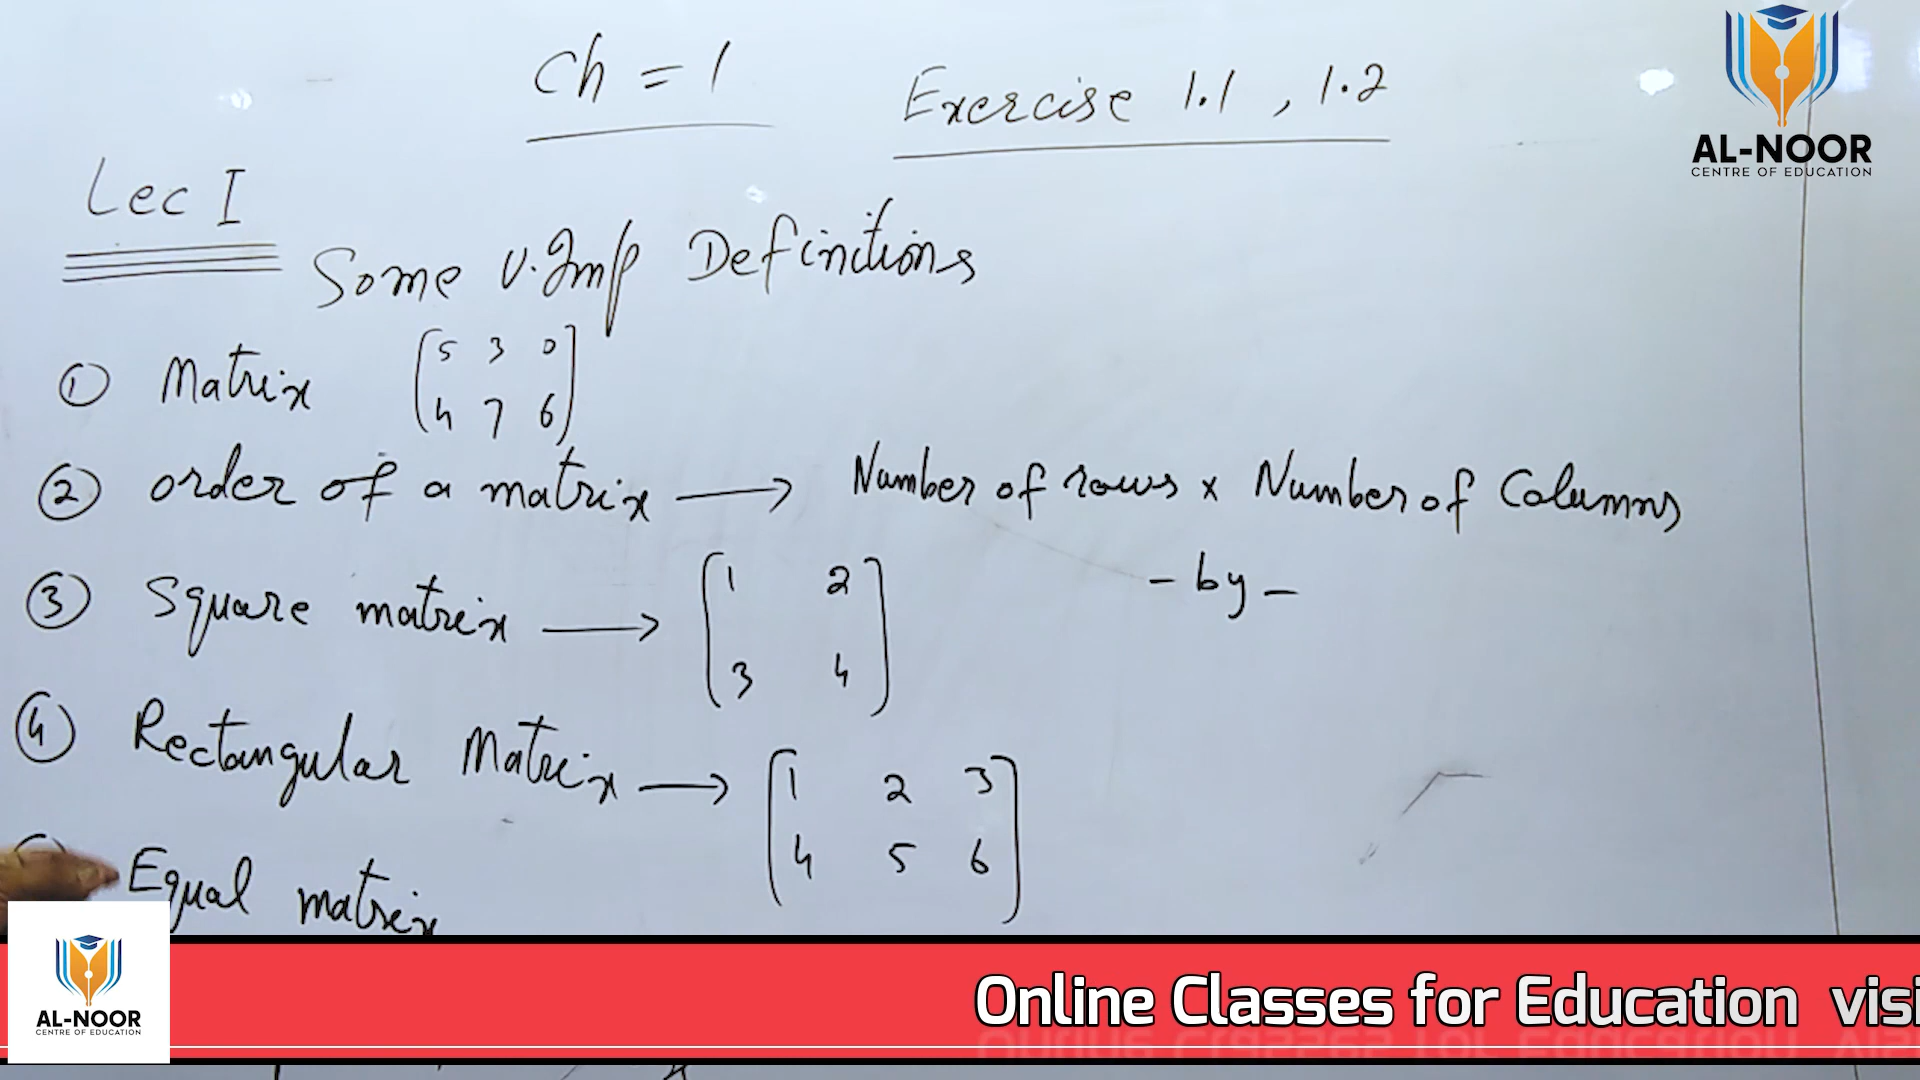 Ch = 1
Exercise 1.1 , 1.2
AL-NOOR
CENTRE OF EDUCATION
Lec I
Some V.Imp Definitions
① Matrix [5 3 0
4 7 6]
② order of a matrix → Number of rows × Number of Columns
- by -
③ Square matrix → [1 2
3 4]
④ Rectangular Matrix → [1 2 3
4 5 6]
Equal matrix
AL-NOOR
CENTRE OF EDUCATION
Online Classes for Education visi